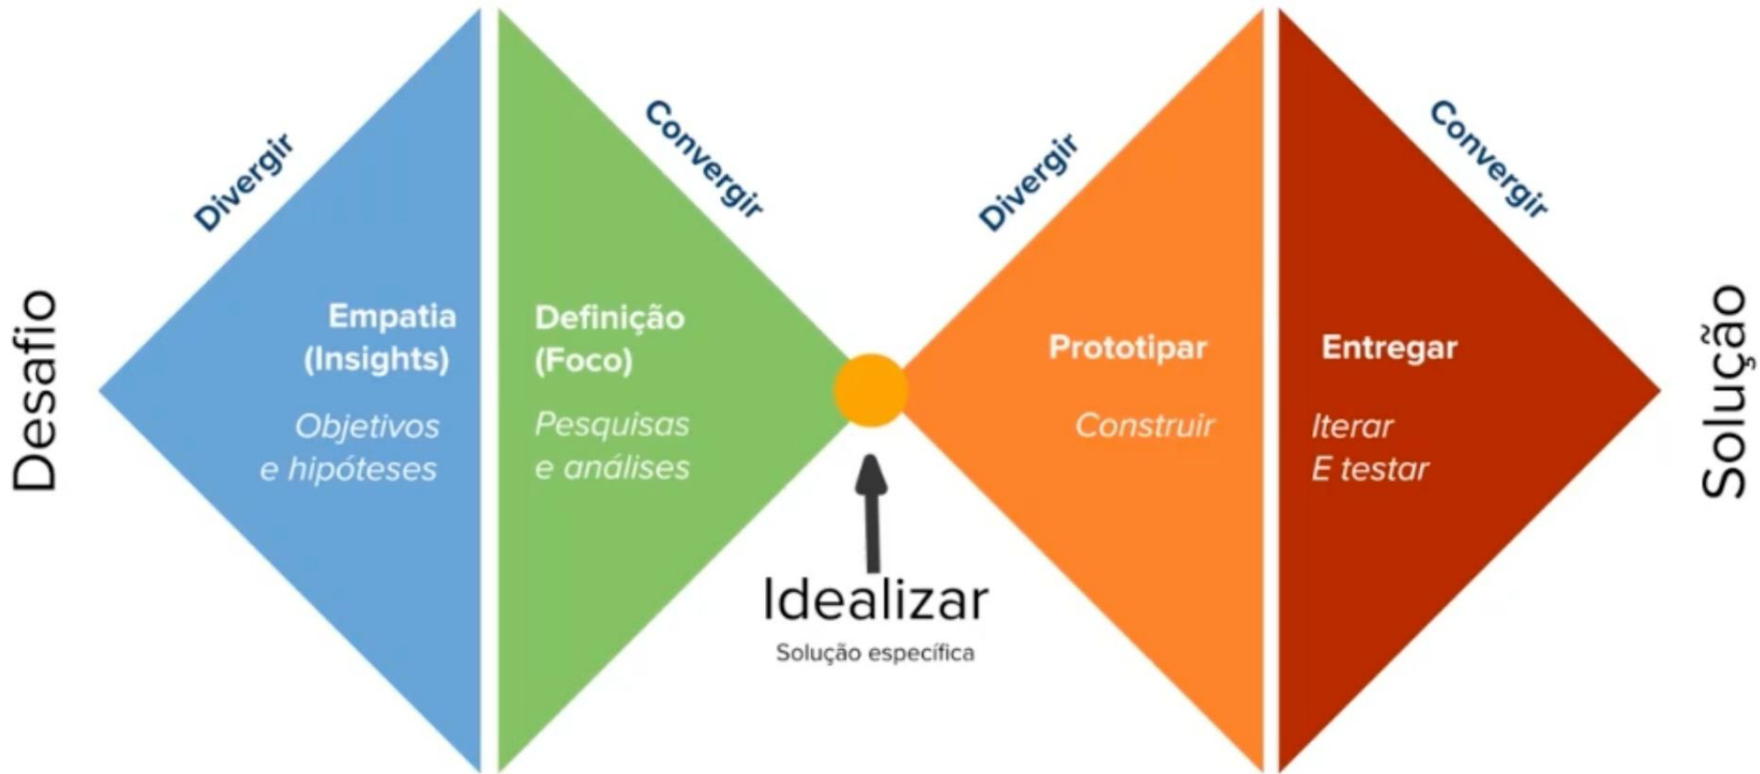 Desafio
Divergir
Empatia
(Insights)
Objetivos
e hipóteses
Convergir
Definição
(Foco)
Pesquisas
e análises
Idealizar
Solução específica
Divergir
Prototipar
Construir
Convergir
Entregar
Iterar
E testar
Solução